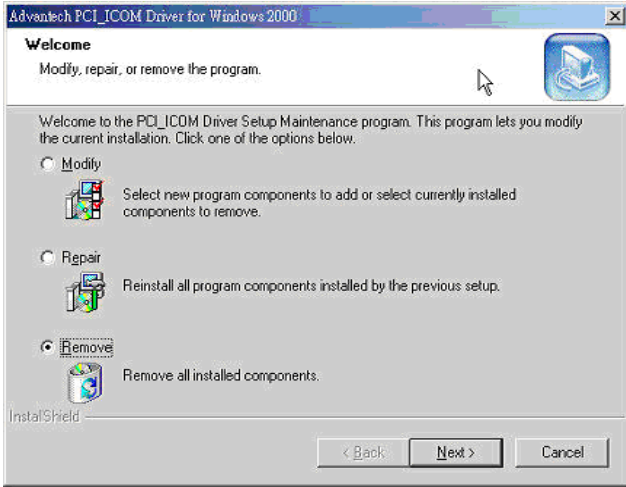 Advantech PCI_ICOM Driver for Windows 2000
Welcome
Modify, repair, or remove the program.
Welcome to the PCI_ICOM Driver Setup Maintenance program. This program lets you modify
the current installation. Click one of the options below.
Modify
Select new program components to add or select currently installed
components to remove.
Repair
Reinstall all program components installed by the previous setup.
Remove
Remove all installed components.
InstallShield
< Back
Next >
Cancel